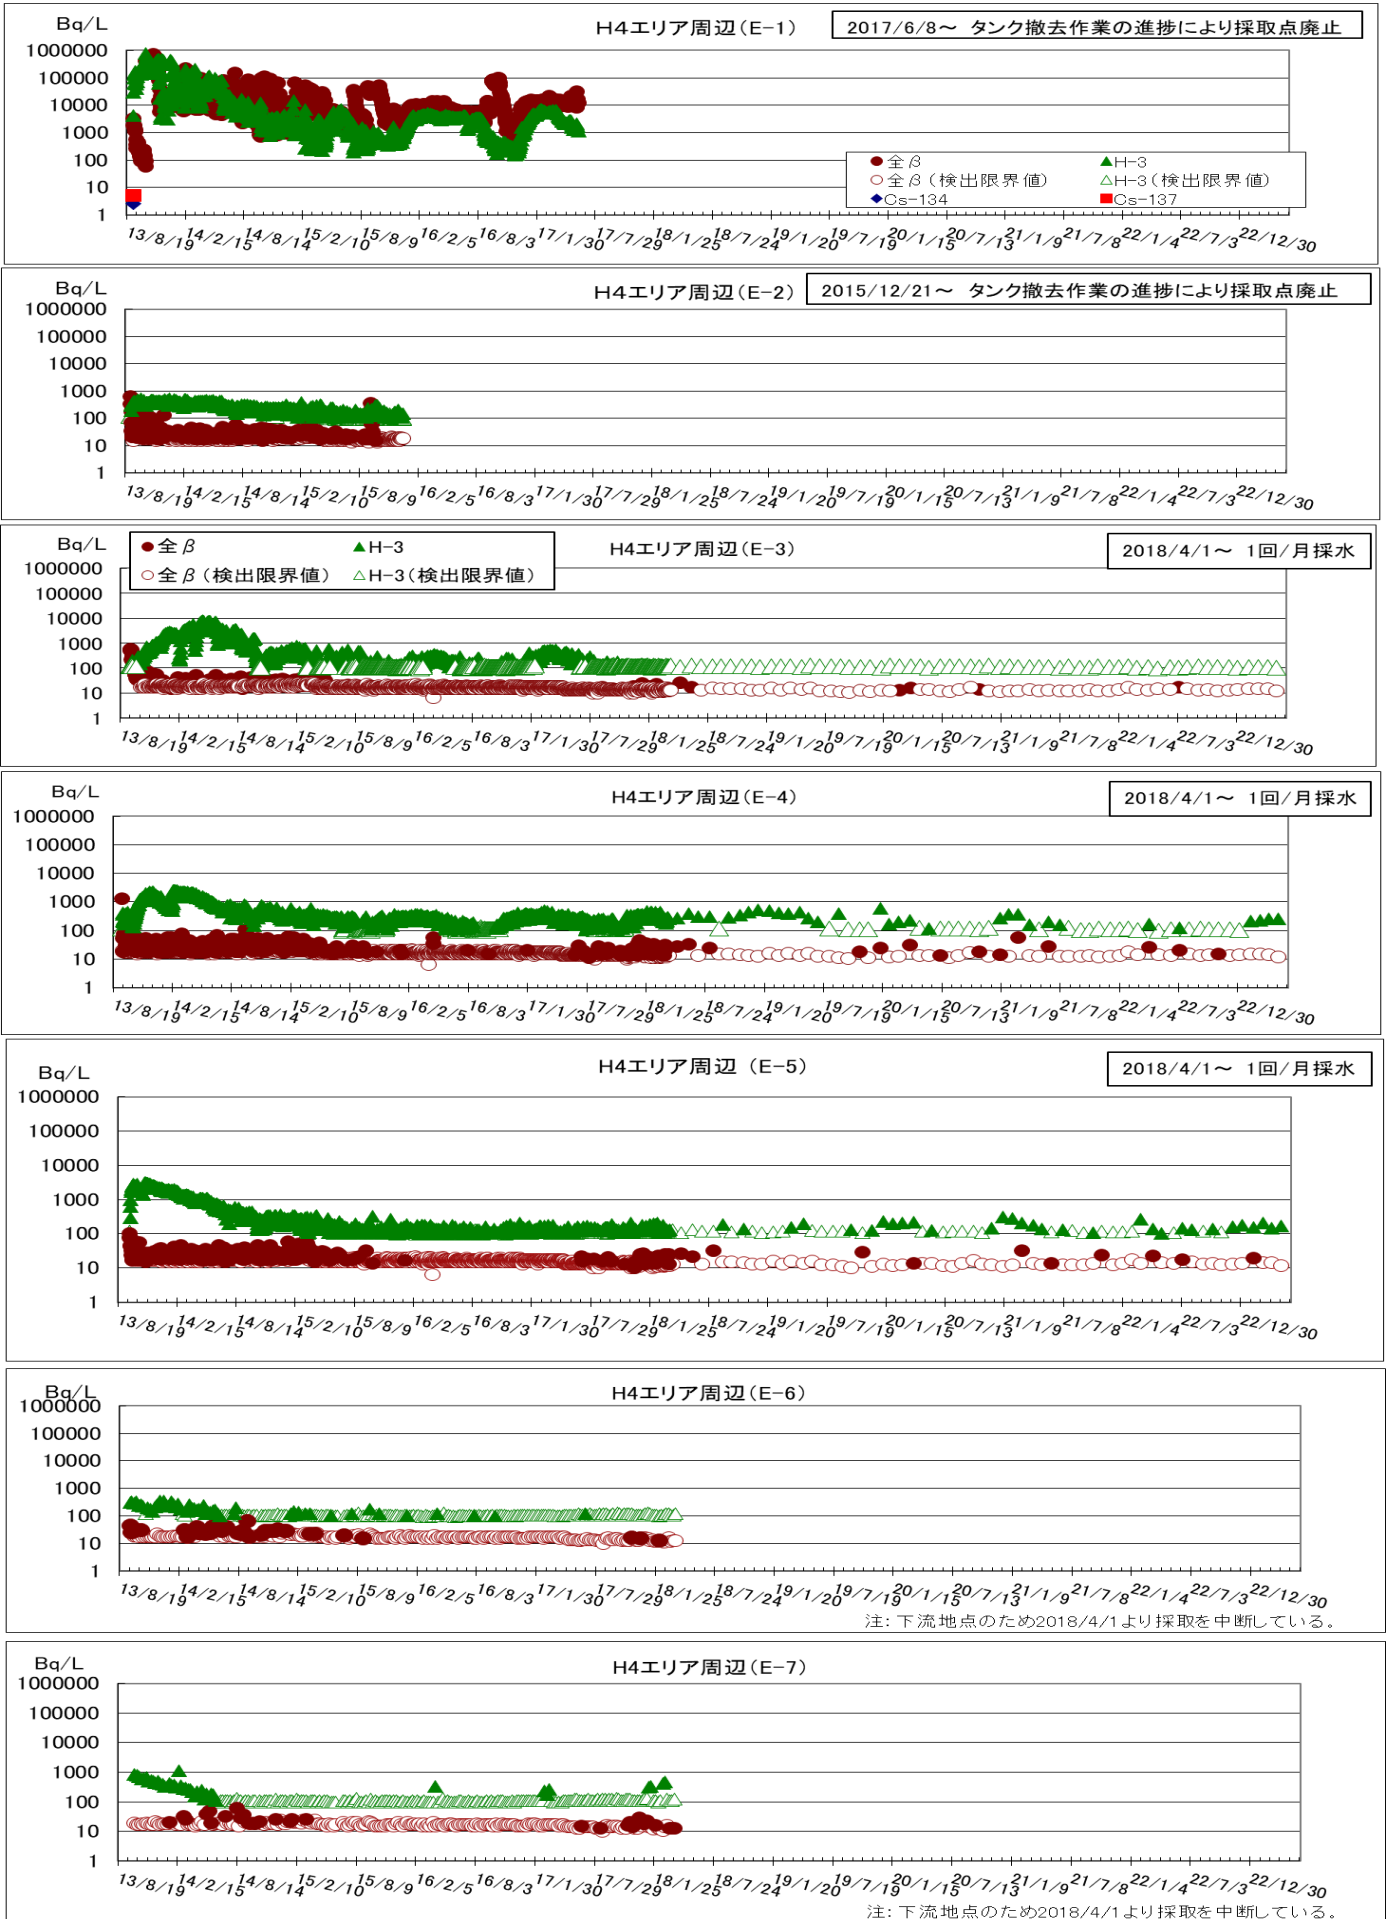 Bq/L
H4エリア周辺(E-1)
2017/6/8～ タンク撤去作業の進捗により採取点廃止
1000000
100000
10000
1000
100
10
1
全β
H-3
全β(検出限界値)
H-3(検出限界値)
Cs-134
Cs-137
13/8/19 14/2/15 14/8/14 15/2/10 15/8/9 16/2/5 16/8/3 17/1/30 17/7/29 18/1/25 18/7/24 19/1/20 19/7/19 20/1/15 20/7/13 21/1/9 21/7/8 22/1/4 22/7/3 22/12/30
Bq/L
H4エリア周辺(E-2)
2015/12/21～ タンク撤去作業の進捗により採取点廃止
1000000
100000
10000
1000
100
10
1
13/8/19 14/2/15 14/8/14 15/2/10 15/8/9 16/2/5 16/8/3 17/1/30 17/7/29 18/1/25 18/7/24 19/1/20 19/7/19 20/1/15 20/7/13 21/1/9 21/7/8 22/1/4 22/7/3 22/12/30
Bq/L
全β
H-3
全β(検出限界値)
H-3(検出限界値)
H4エリア周辺(E-3)
2018/4/1～ 1回/月採水
1000000
100000
10000
1000
100
10
1
13/8/19 14/2/15 14/8/14 15/2/10 15/8/9 16/2/5 16/8/3 17/1/30 17/7/29 18/1/25 18/7/24 19/1/20 19/7/19 20/1/15 20/7/13 21/1/9 21/7/8 22/1/4 22/7/3 22/12/30
Bq/L
H4エリア周辺(E-4)
2018/4/1～ 1回/月採水
1000000
100000
10000
1000
100
10
1
13/8/19 14/2/15 14/8/14 15/2/10 15/8/9 16/2/5 16/8/3 17/1/30 17/7/29 18/1/25 18/7/24 19/1/20 19/7/19 20/1/15 20/7/13 21/1/9 21/7/8 22/1/4 22/7/3 22/12/30
Bq/L
H4エリア周辺 (E-5)
2018/4/1～ 1回/月採水
1000000
100000
10000
1000
100
10
1
13/8/19 14/2/15 14/8/14 15/2/10 15/8/9 16/2/5 16/8/3 17/1/30 17/7/29 18/1/25 18/7/24 19/1/20 19/7/19 20/1/15 20/7/13 21/1/9 21/7/8 22/1/4 22/7/3 22/12/30
Bq/L
H4エリア周辺(E-6)
1000000
100000
10000
1000
100
10
1
13/8/19 14/2/15 14/8/14 15/2/10 15/8/9 16/2/5 16/8/3 17/1/30 17/7/29 18/1/25 18/7/24 19/1/20 19/7/19 20/1/15 20/7/13 21/1/9 21/7/8 22/1/4 22/7/3 22/12/30
注: 下流地点のため2018/4/1より採取を中断している。
Bq/L
H4エリア周辺(E-7)
1000000
100000
10000
1000
100
10
1
13/8/19 14/2/15 14/8/14 15/2/10 15/8/9 16/2/5 16/8/3 17/1/30 17/7/29 18/1/25 18/7/24 19/1/20 19/7/19 20/1/15 20/7/13 21/1/9 21/7/8 22/1/4 22/7/3 22/12/30
注: 下流地点のため2018/4/1より採取を中断している。